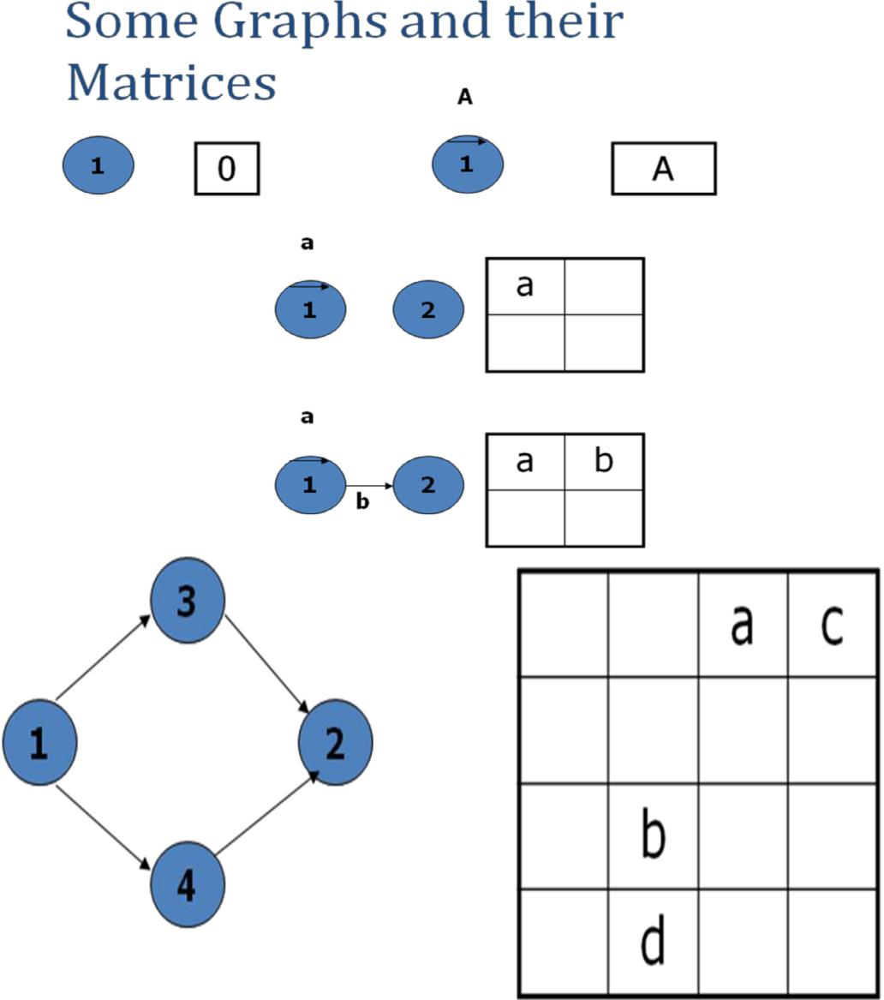 Some Graphs and their
Matrices
A
1 0 1 A
a
1 2 a
a
1 2 a b
b
3
a c
1 2
b
4
d